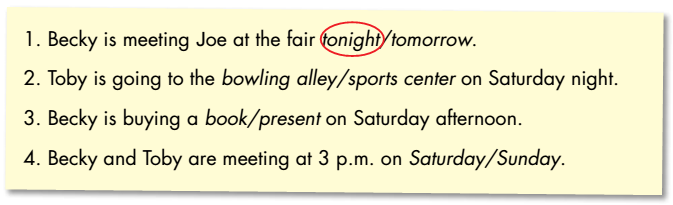 1. Becky is meeting Joe at the fair tonight/tomorrow.
2. Toby is going to the bowling alley/sports center on Saturday night.
3. Becky is buying a book/present on Saturday afternoon.
4. Becky and Toby are meeting at 3 p.m. on Saturday/Sunday.